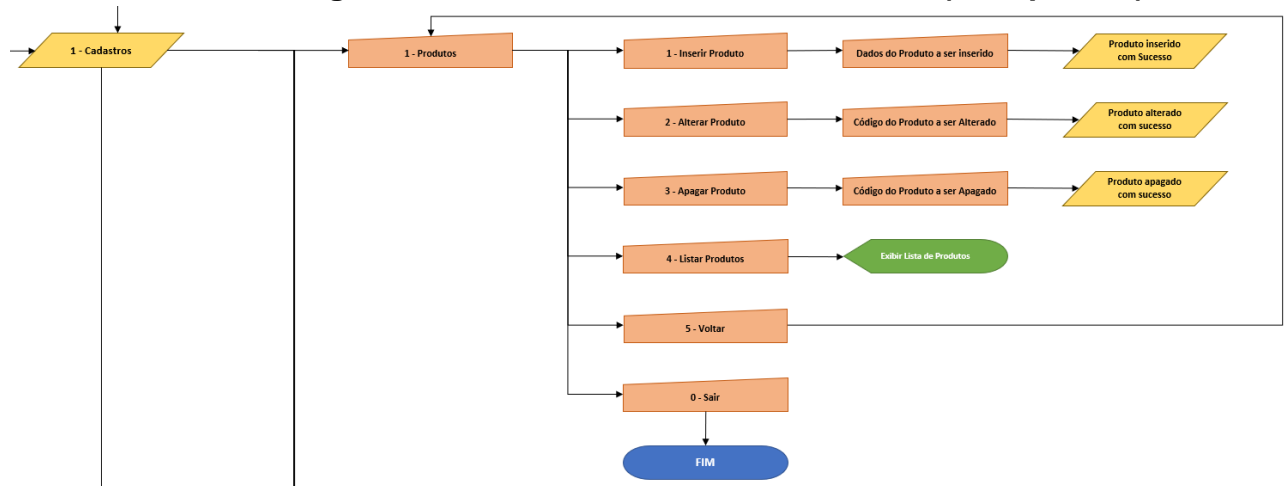 1 - Cadastros
1 - Produtos
1 - Inserir Produto
Dados do Produto a ser inserido
Produto inserido
com Sucesso
2 - Alterar Produto
Código do Produto a ser Alterado
Produto alterado
com sucesso
3 - Apagar Produto
Código do Produto a ser Apagado
Produto apagado
com sucesso
4 - Listar Produtos
Exibir Lista de Produtos
5 - Voltar
0 - Sair
FIM